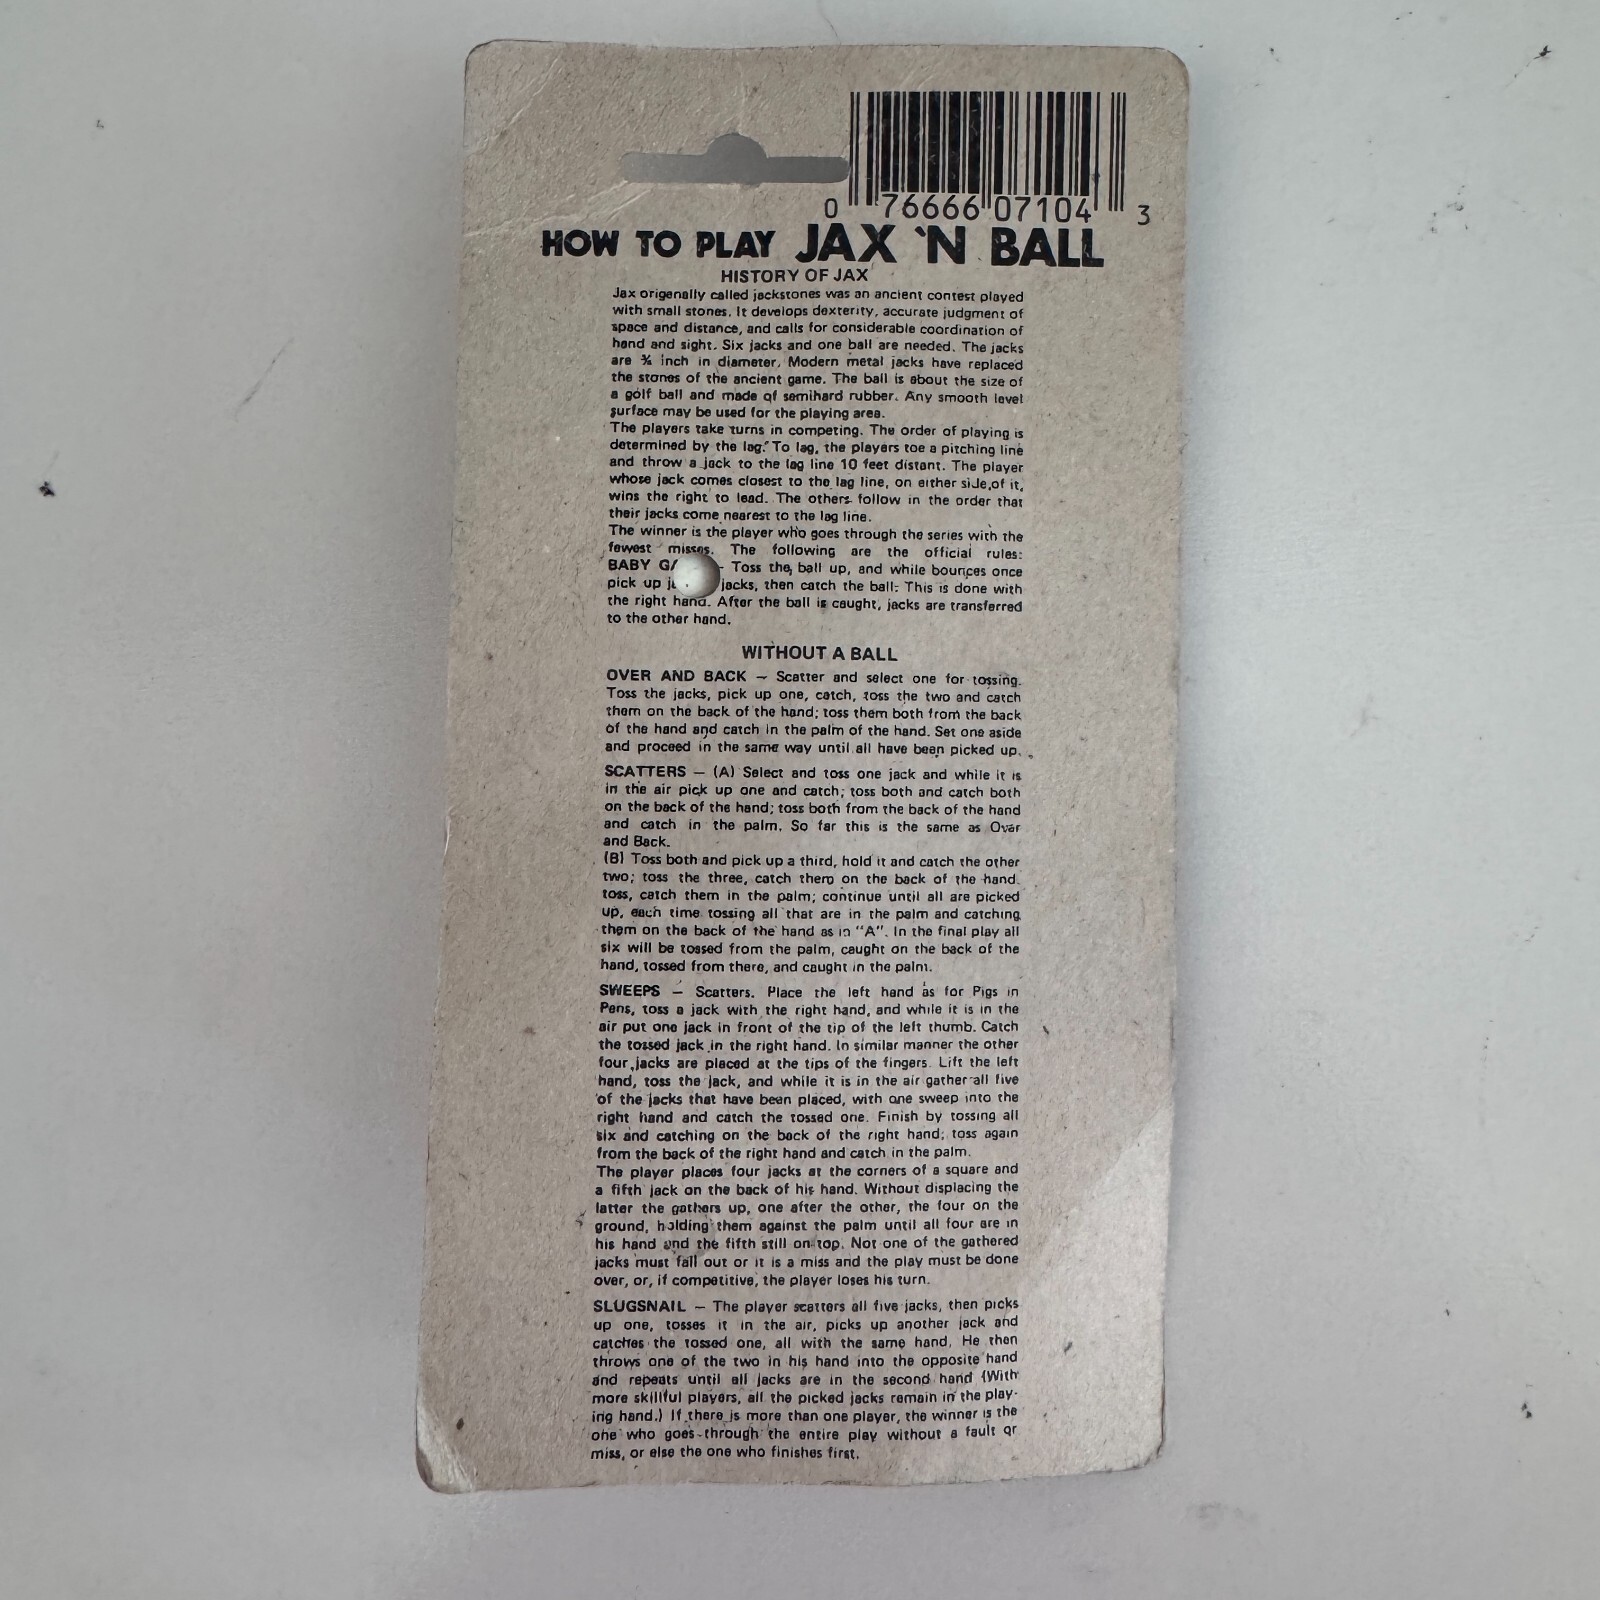 0 76666 07104 3
HOW TO PLAY JAX 'N BALL
HISTORY OF JAX
Jax origenally called jackstones was an ancient contest played
with small stones. It develops dexterity, accurate judgment of
space and distance, and calls for considerable coordination of
hand and sight. Six jacks and one ball are needed. The jacks
are ¾ inch in diameter. Modern metal jacks have replaced
the stones of the ancient game. The ball is about the size of
a golf ball and made of semihard rubber. Any smooth level
surface may be used for the playing area.
The players take turns in competing. The order of playing is
determined by the lag. To lag, the players toe a pitching line
and throw a jack to the lag line 10 feet distant. The player
whose jack comes closest to the lag line, on either side of it,
wins the right to lead. The others follow in the order that
their jacks come nearest to the lag line.
The winner is the player who goes through the series with the
fewest misses. The following are the official rules:
BABY – Toss the ball up, and while bounces once
pick up jacks, then catch the ball. This is done with
the right hand. After the ball is caught, jacks are transferred
to the other hand.
WITHOUT A BALL
OVER AND BACK – Scatter and select one for tossing.
Toss the jacks, pick up one, catch, toss the two and catch
them on the back of the hand; toss them both from the back
of the hand and catch in the palm of the hand. Set one aside
and proceed in the same way until all have been picked up.
SCATTERS – (A) Select and toss one jack and while it is
in the air pick up one and catch; toss both and catch both
on the back of the hand; toss both from the back of the hand
and catch in the palm. So far this is the same as Over
and Back.
(B) Toss both and pick up a third, hold it and catch the other
two; toss the three, catch them on the back of the hand.
toss, catch them in the palm; continue until all are picked
up, each time tossing all that are in the palm and catching
them on the back of the hand as in "A". In the final play all
six will be tossed from the palm, caught on the back of the
hand, tossed from there, and caught in the palm.
SWEEPS – Scatters. Place the left hand as for Pigs in
Pens, toss a jack with the right hand, and while it is in the
air put one jack in front of the tip of the left thumb. Catch
the tossed jack in the right hand. In similar manner the other
four jacks are placed at the tips of the fingers. Lift the left
hand, toss the jack, and while it is in the air gather all five
of the jacks that have been placed, with one sweep into the
right hand and catch the tossed one. Finish by tossing all
six and catching on the back of the right hand; toss again
from the back of the right hand and catch in the palm.
The player places four jacks at the corners of a square and
a fifth jack on the back of his hand. Without displacing the
latter the gathers up, one after the other, the four on the
ground, holding them against the palm until all four are in
his hand and the fifth still on top. Not one of the gathered
jacks must fall out or it is a miss and the play must be done
over, or, if competitive, the player loses his turn.
SLUGSNAIL – The player scatters all five jacks, then picks
up one, tosses it in the air, picks up another jack and
catches the tossed one, all with the same hand. He then
throws one of the two in his hand into the opposite hand
and repeats until all jacks are in the second hand (With
more skillful players, all the picked jacks remain in the play-
ing hand.) If there is more than one player, the winner is the
one who goes through the entire play without a fault or
miss, or else the one who finishes first.